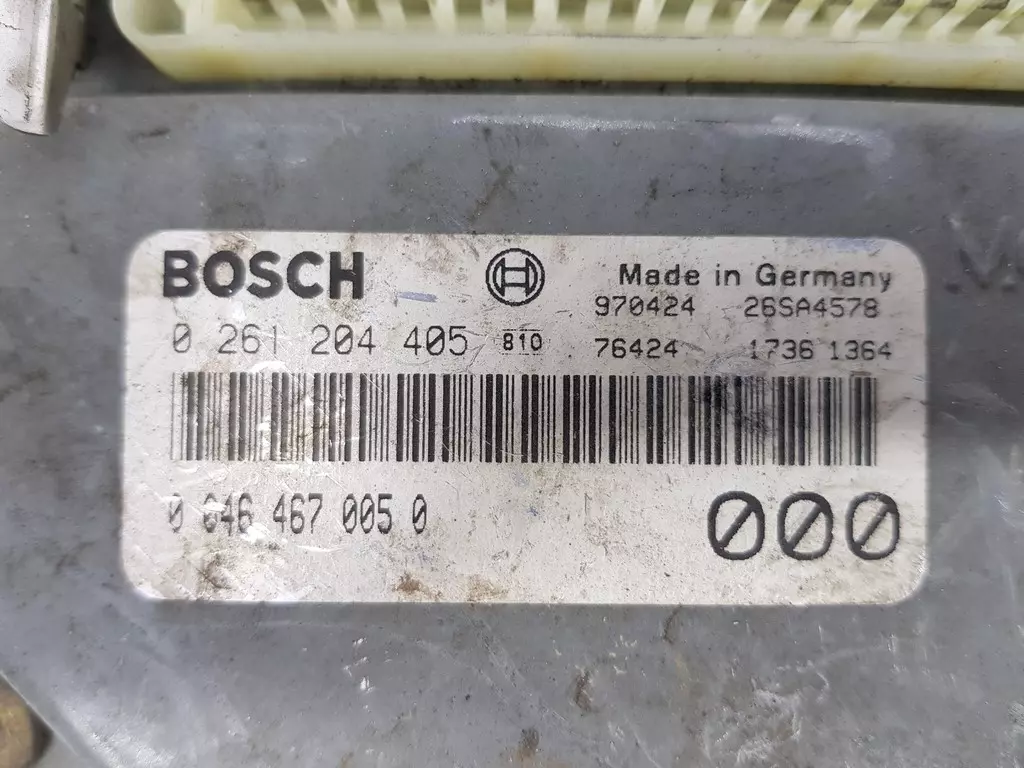 BOSCH
Made in Germany
970424 26SA4578
0 261 204 405 810
76424 1736 1364
0 046 467 005 0
000